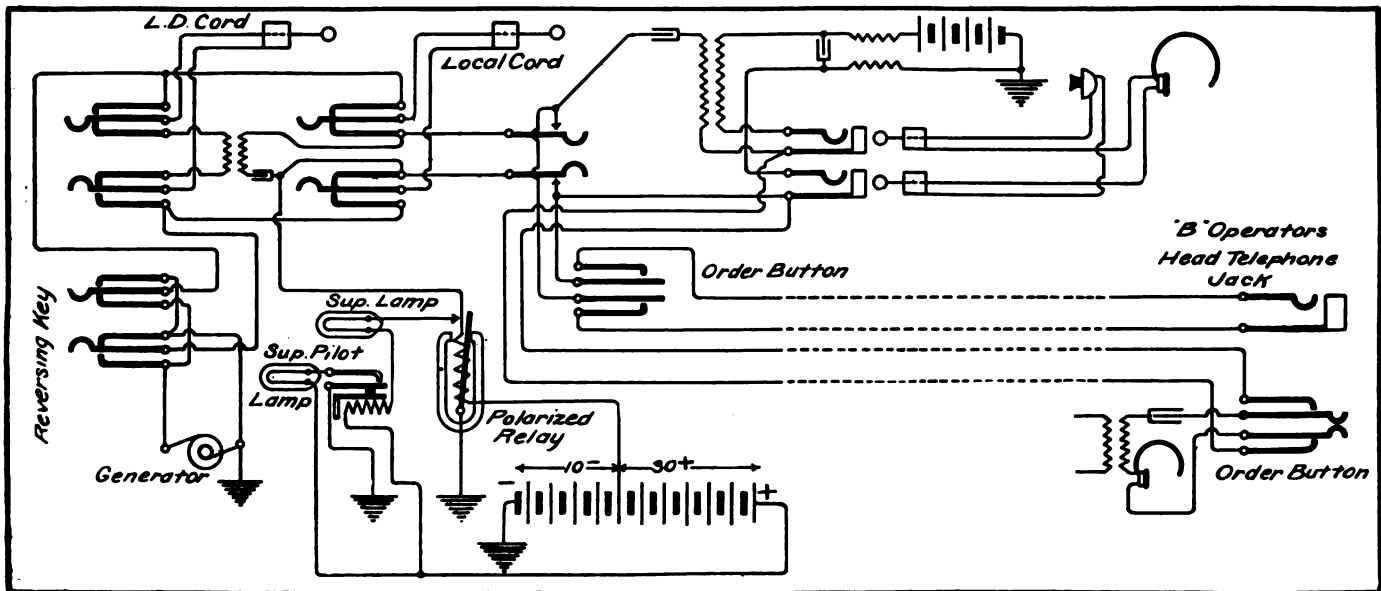 L.D. Cord
Local Cord
"B" Operators
Head Telephone
Jack
Order Button
Reversing Key
Sup. Lamp
Sup. Pilot
Lamp
Polarized
Relay
Generator
10- 30+
- +
Order Button